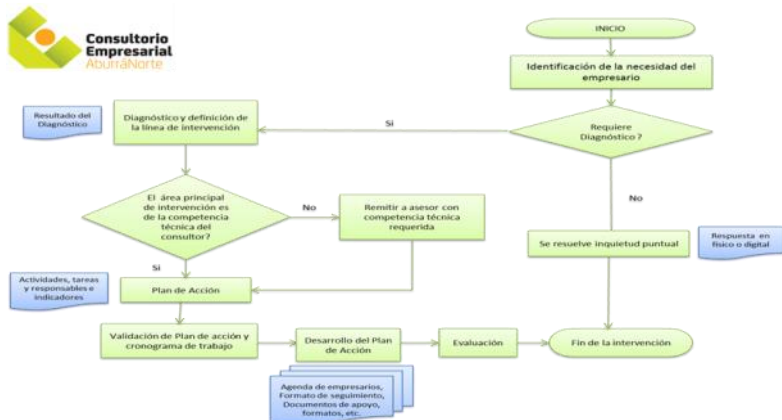 Consultorio
Empresarial
AburráNorte
INICIO
Identificación de la necesidad del
empresario
Requiere
Diagnóstico ?
Si
Diagnóstico y definición de
la línea de intervención
Resultado del
Diagnóstico
El área principal
de intervención es
de la competencia
técnica del
consultor?
No
Remitir a asesor con
competencia técnica
requerida
No
Se resuelve inquietud puntual
Respuesta en
físico o digital
Si
Actividades, tareas
y responsables e
indicadores
Plan de Acción
Validación de Plan de acción y
cronograma de trabajo
Desarrollo del Plan
de Acción
Evaluación
Fin de la intervención
Agenda de empresarios,
Formato de seguimiento,
Documentos de apoyo,
formatos, etc.